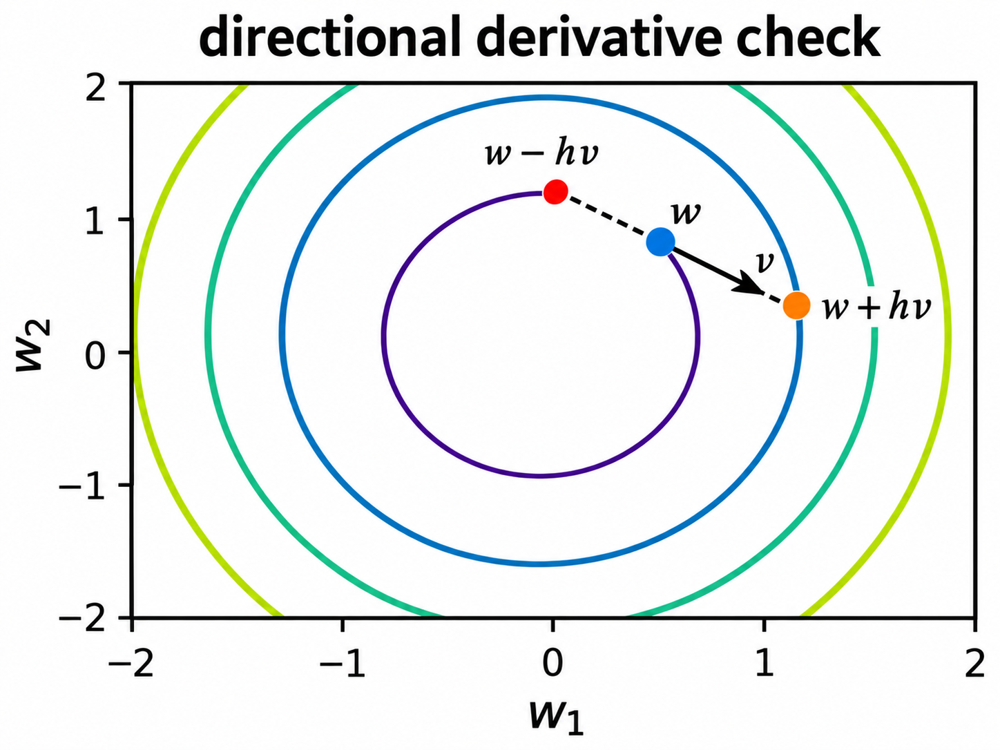 directional derivative check
2
w − hv
1
w
v
w + hv
w₂
0
−1
−2
−2 −1 0 1 2
w₁